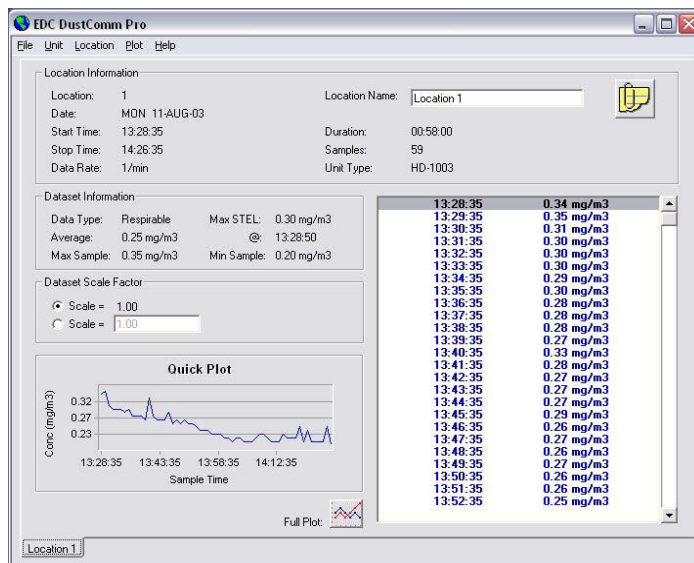 EDC DustComm Pro
File Unit Location Plot Help
Location Information
Location: 1 Location Name: Location 1
Date: MON 11-AUG-03
Start Time: 13:28:35 Duration: 00:58:00
Stop Time: 14:26:35 Samples: 59
Data Rate: 1/min Unit Type: HD-1003
Dataset Information
Data Type: Respirable Max STEL: 0.30 mg/m3
Average: 0.25 mg/m3 @: 13:28:50
Max Sample: 0.35 mg/m3 Min Sample: 0.20 mg/m3
Dataset Scale Factor
Scale = 1.00
Scale = 1.00
Quick Plot
Conc (mg/m3)
0.32
0.27
0.23
13:28:35 13:43:35 13:58:35 14:12:35
Sample Time
Full Plot:
13:28:35 0.34 mg/m3
13:29:35 0.35 mg/m3
13:30:35 0.31 mg/m3
13:31:35 0.30 mg/m3
13:32:35 0.30 mg/m3
13:33:35 0.30 mg/m3
13:34:35 0.29 mg/m3
13:35:35 0.30 mg/m3
13:36:35 0.28 mg/m3
13:37:35 0.28 mg/m3
13:38:35 0.28 mg/m3
13:39:35 0.27 mg/m3
13:40:35 0.33 mg/m3
13:41:35 0.28 mg/m3
13:42:35 0.27 mg/m3
13:43:35 0.27 mg/m3
13:44:35 0.27 mg/m3
13:45:35 0.29 mg/m3
13:46:35 0.26 mg/m3
13:47:35 0.27 mg/m3
13:48:35 0.26 mg/m3
13:49:35 0.27 mg/m3
13:50:35 0.26 mg/m3
13:51:35 0.26 mg/m3
13:52:35 0.25 mg/m3
Location 1